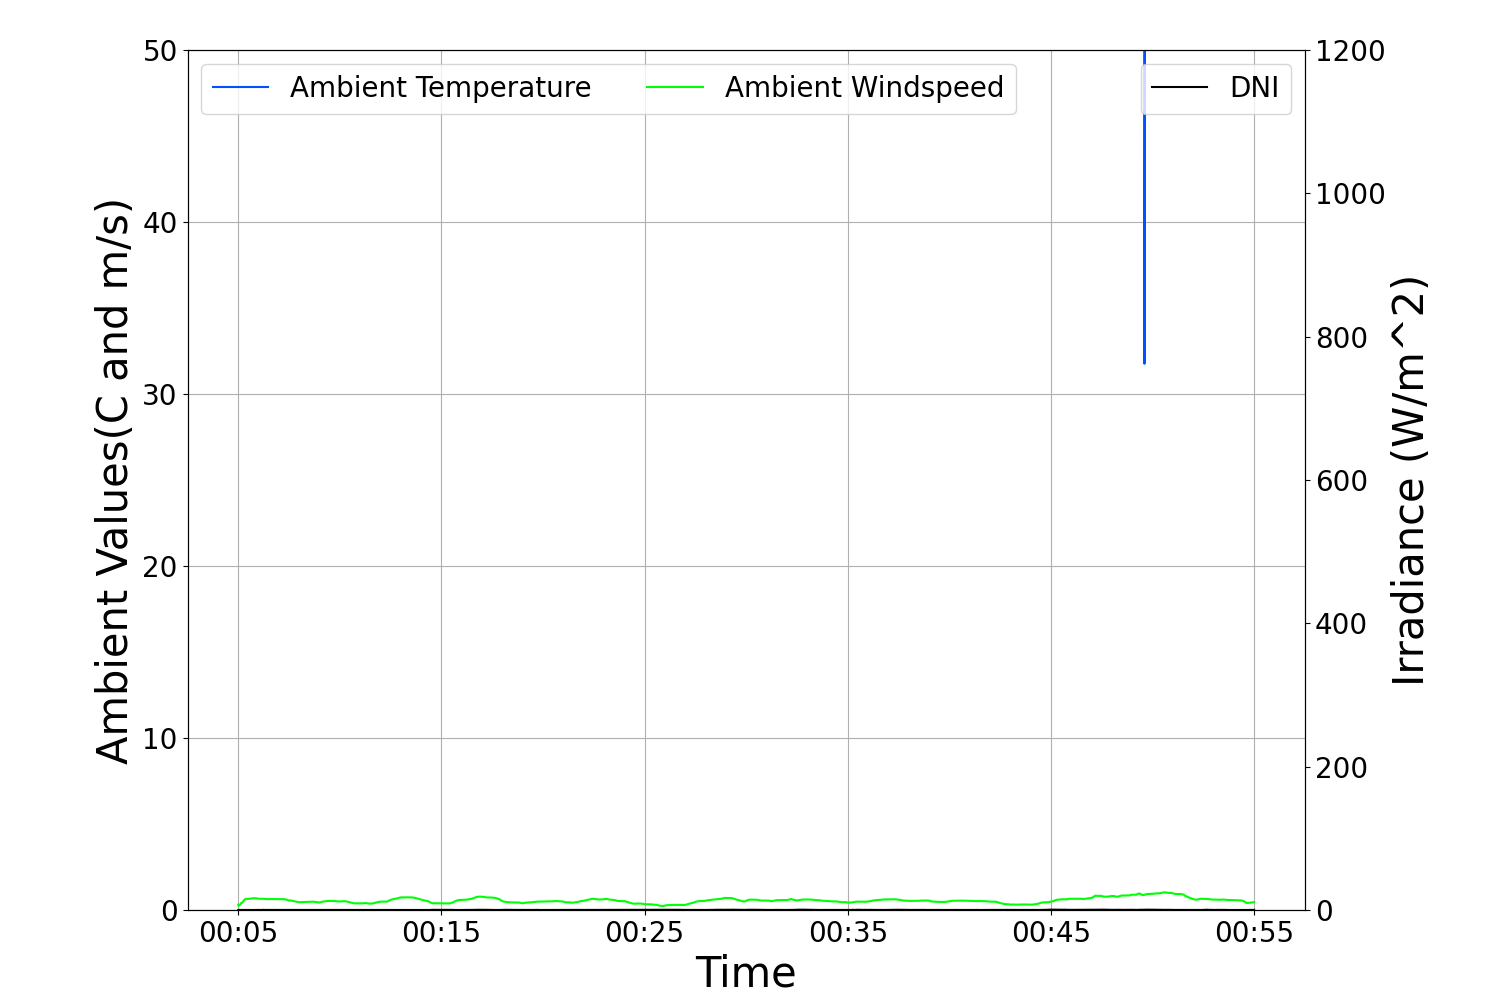 Ambient Temperature Ambient Windspeed DNI
Ambient Values(C and m/s)
50
40
30
20
10
0
1200
1000
800
600
400
200
0
Irradiance (W/m^2)
00:05 00:15 00:25 00:35 00:45 00:55
Time